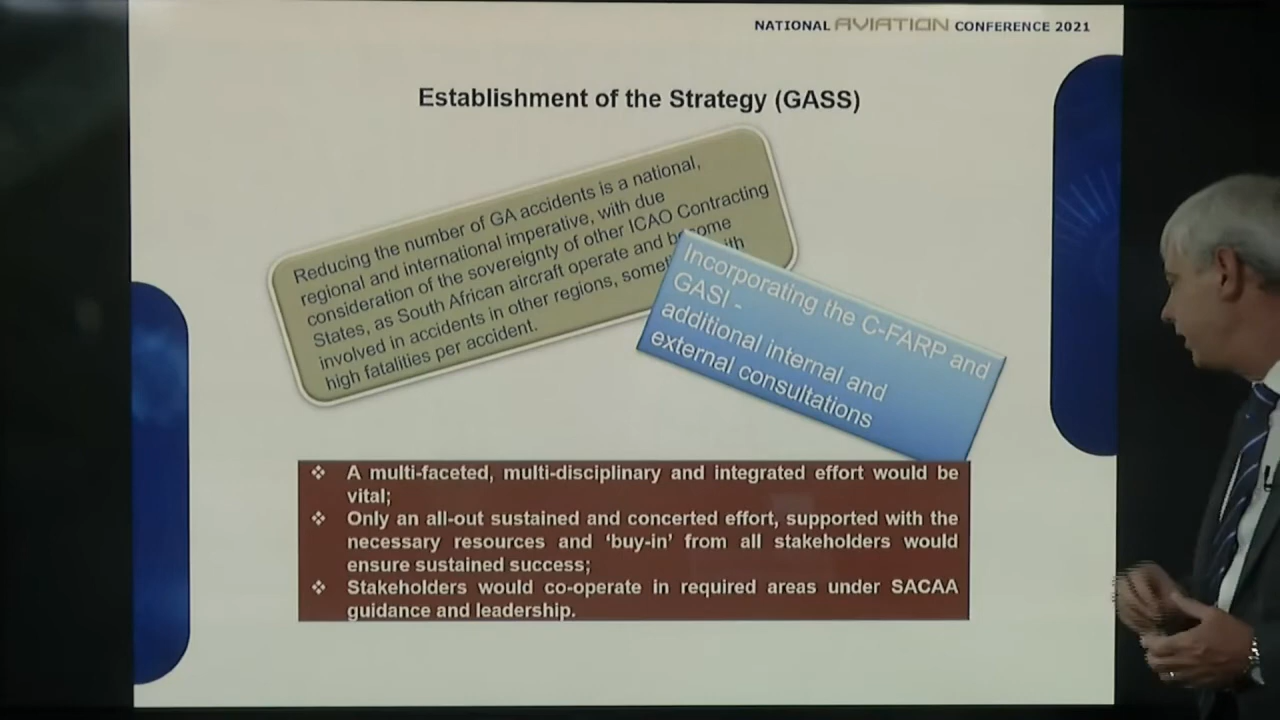 NATIONAL AVIATION CONFERENCE 2021
Establishment of the Strategy (GASS)
Reducing the number of GA accidents is a national,
regional and international imperative, with due
consideration of the sovereignty of other ICAO Contracting
States, as South African aircraft operate and become
involved in accidents in other regions, with
high fatalities per accident.
Incorporating the C-FARP and
GASI -
additional internal and
external consultations
❖ A multi-faceted, multi-disciplinary and integrated effort would be
vital;
❖ Only an all-out sustained and concerted effort, supported with the
necessary resources and ‘buy-in’ from all stakeholders would
ensure sustained success;
❖ Stakeholders would co-operate in required areas under SACAA
guidance and leadership.